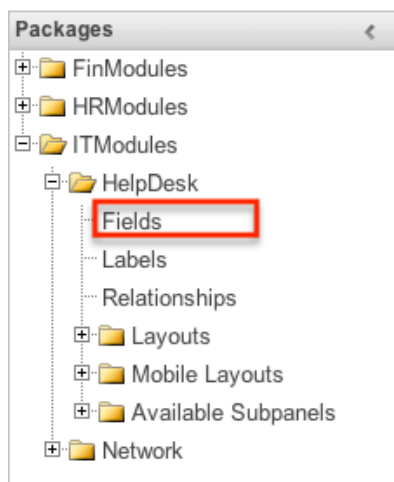 Packages
FinModules
HRModules
ITModules
HelpDesk
Fields
Labels
Relationships
Layouts
Mobile Layouts
Available Subpanels
Network